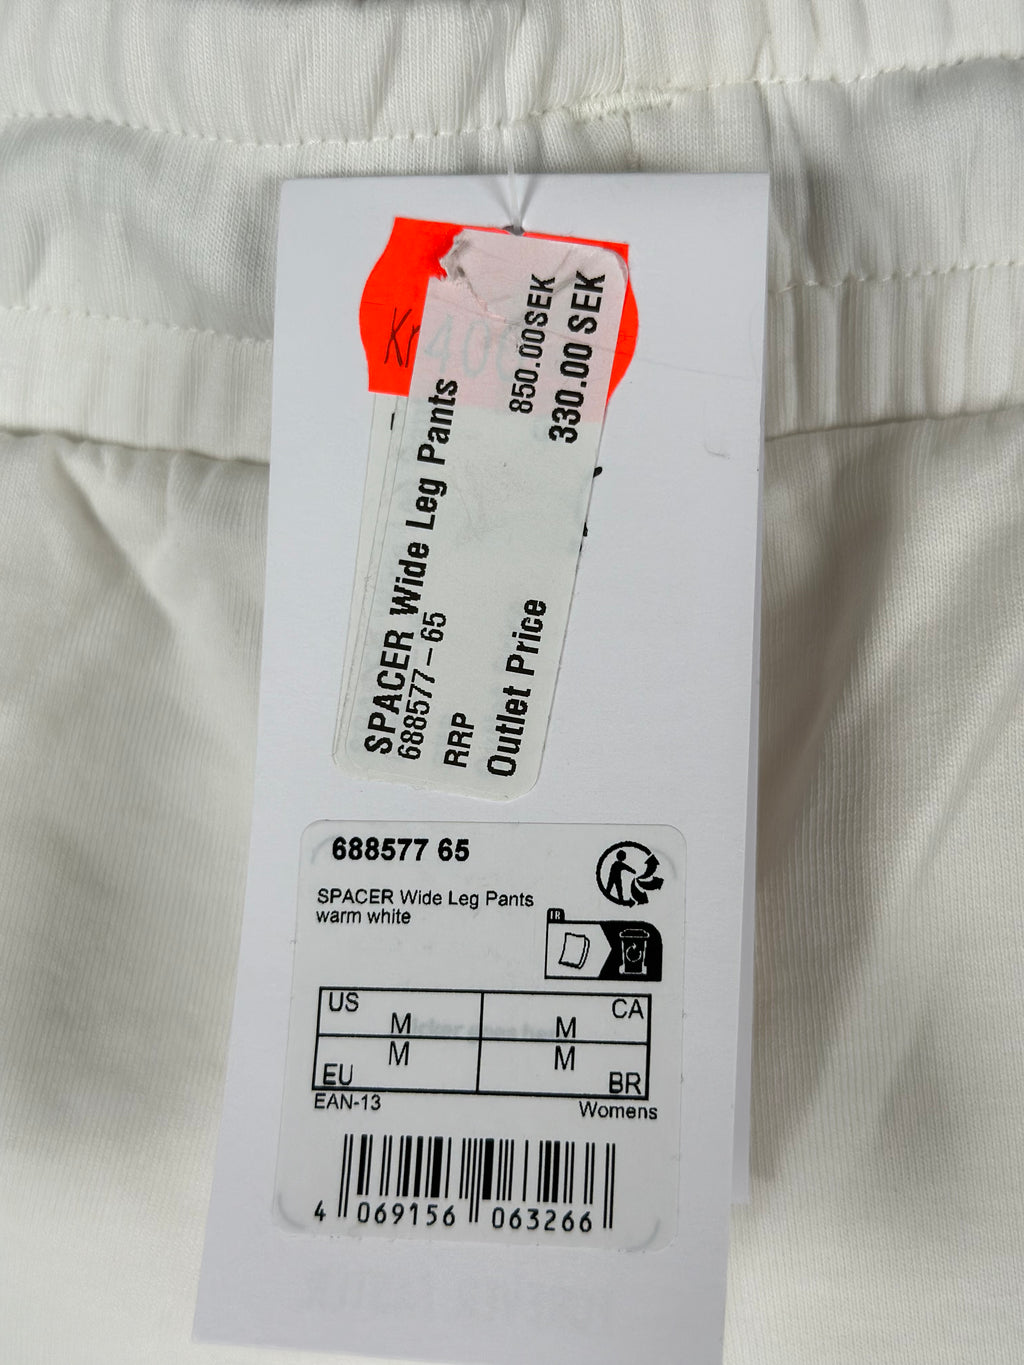 Kr 400
SPACER Wide Leg Pants
688577-65
RRP 850.00SEK
Outlet Price 330.00 SEK
688577 65
SPACER Wide Leg Pants
warm white
US M
M CA
EU M
M BR
EAN-13
Womens
4 069156 063266